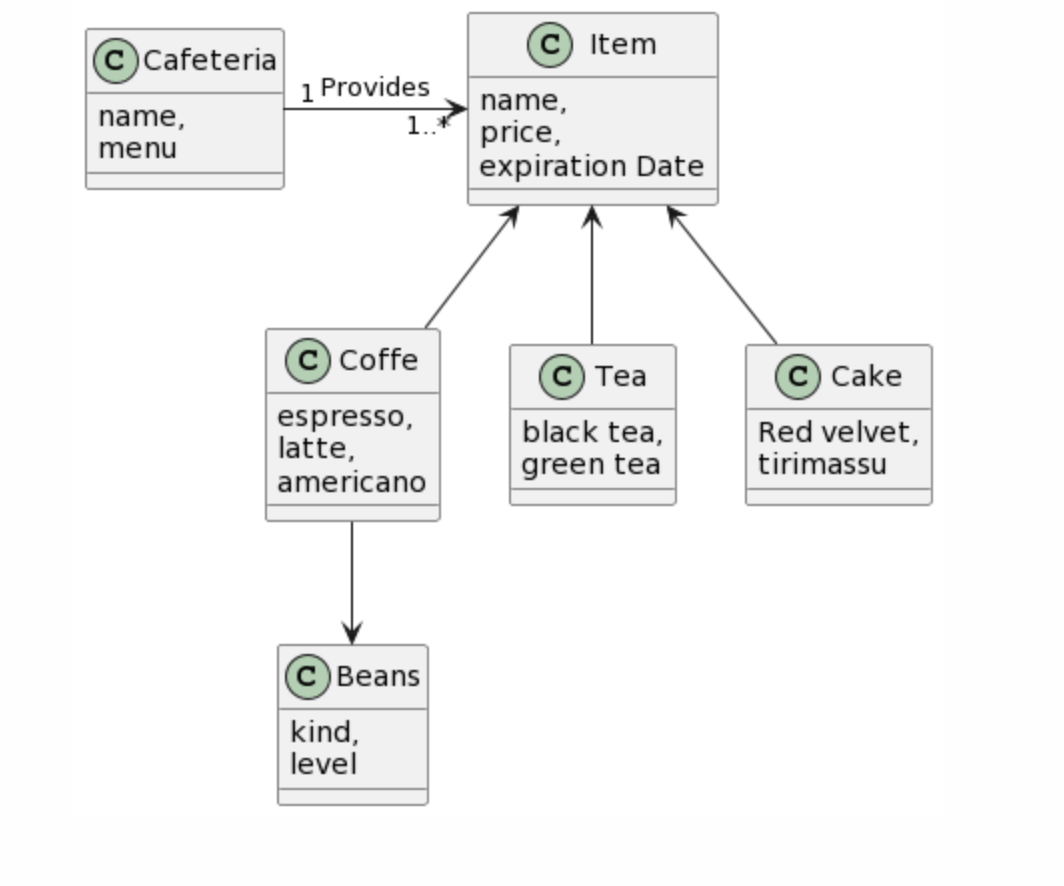 C Cafeteria
name,
menu
1 Provides
1..*
C Item
name,
price,
expiration Date
C Coffe
espresso,
latte,
americano
C Tea
black tea,
green tea
C Cake
Red velvet,
tirimassu
C Beans
kind,
level